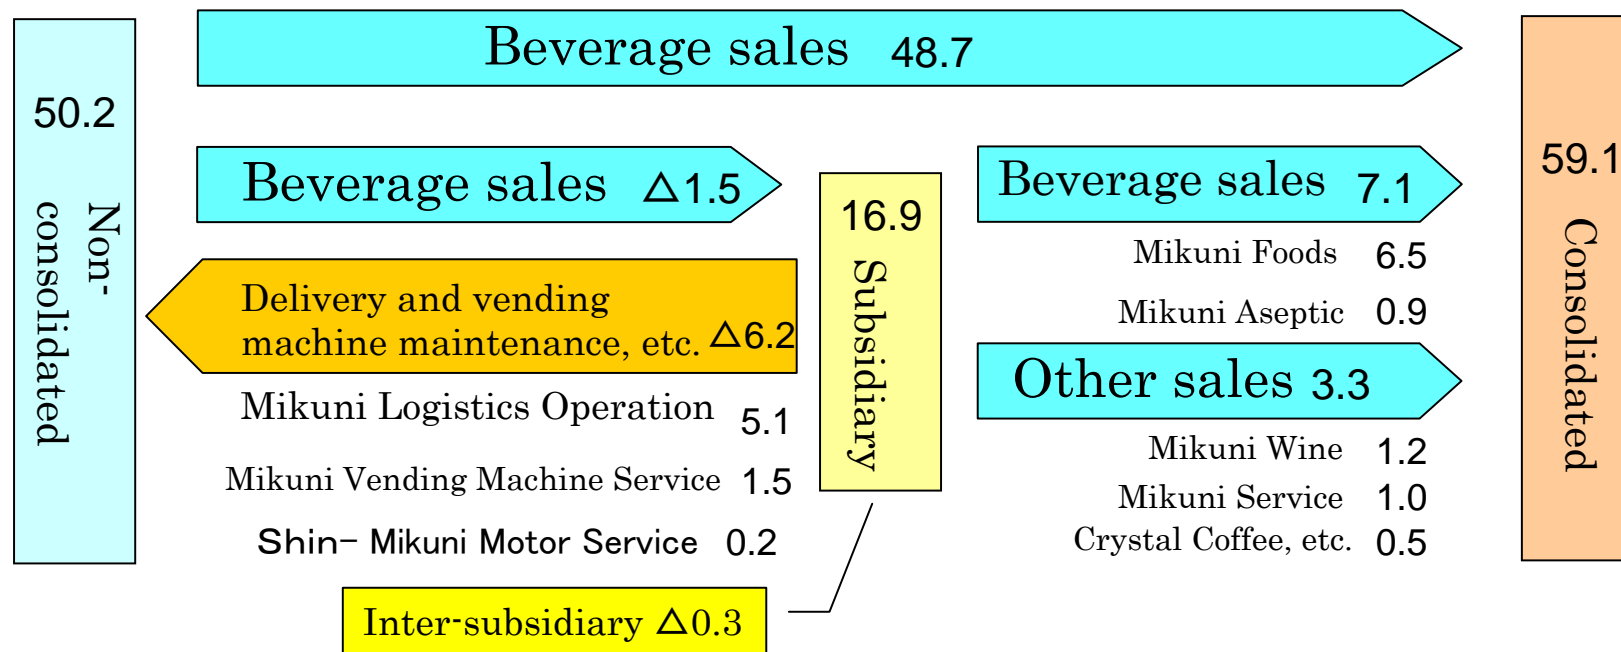 Beverage sales 48.7
50.2
Non-
consolidated
Beverage sales △1.5
Delivery and vending
machine maintenance, etc. △6.2
Mikuni Logistics Operation 5.1
Mikuni Vending Machine Service 1.5
Shin- Mikuni Motor Service 0.2
Inter-subsidiary △0.3
16.9
Subsidiary
Beverage sales 7.1
Mikuni Foods 6.5
Mikuni Aseptic 0.9
Other sales 3.3
Mikuni Wine 1.2
Mikuni Service 1.0
Crystal Coffee, etc. 0.5
59.1
Consolidated